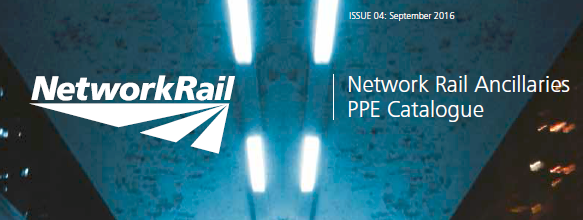 ISSUE 04: September 2016
NetworkRail
Network Rail Ancillaries
PPE Catalogue